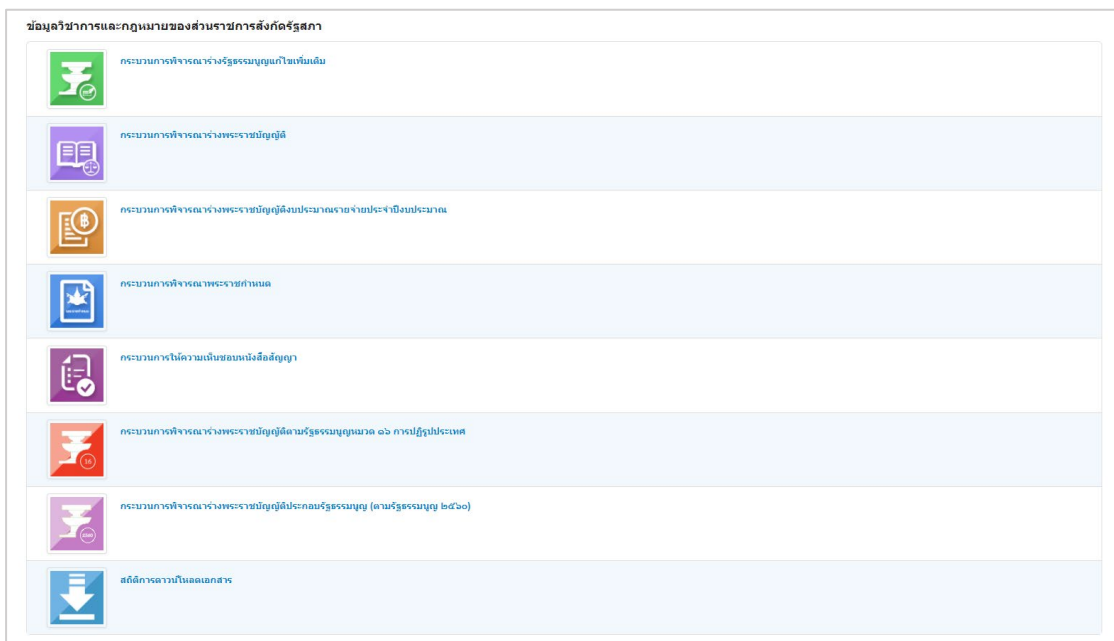 ข้อมูลวิชาการและกฎหมายของส่วนราชการสังกัดรัฐสภา
กระบวนการพิจารณาร่างรัฐธรรมนูญแก้ไขเพิ่มเติม
กระบวนการพิจารณาร่างพระราชบัญญัติ
กระบวนการพิจารณาร่างพระราชบัญญัติงบประมาณรายจ่ายประจำปีงบประมาณ
กระบวนการพิจารณาพระราชกำหนด
กระบวนการให้ความเห็นชอบหนังสือสัญญา
กระบวนการพิจารณาร่างพระราชบัญญัติตามรัฐธรรมนูญหมวด ๑๖ การปฏิรูปประเทศ
16
กระบวนการพิจารณาร่างพระราชบัญญัติประกอบรัฐธรรมนูญ (ตามรัฐธรรมนูญ ๒๕๖๐)
2560
สถิติการดาวน์โหลดเอกสาร